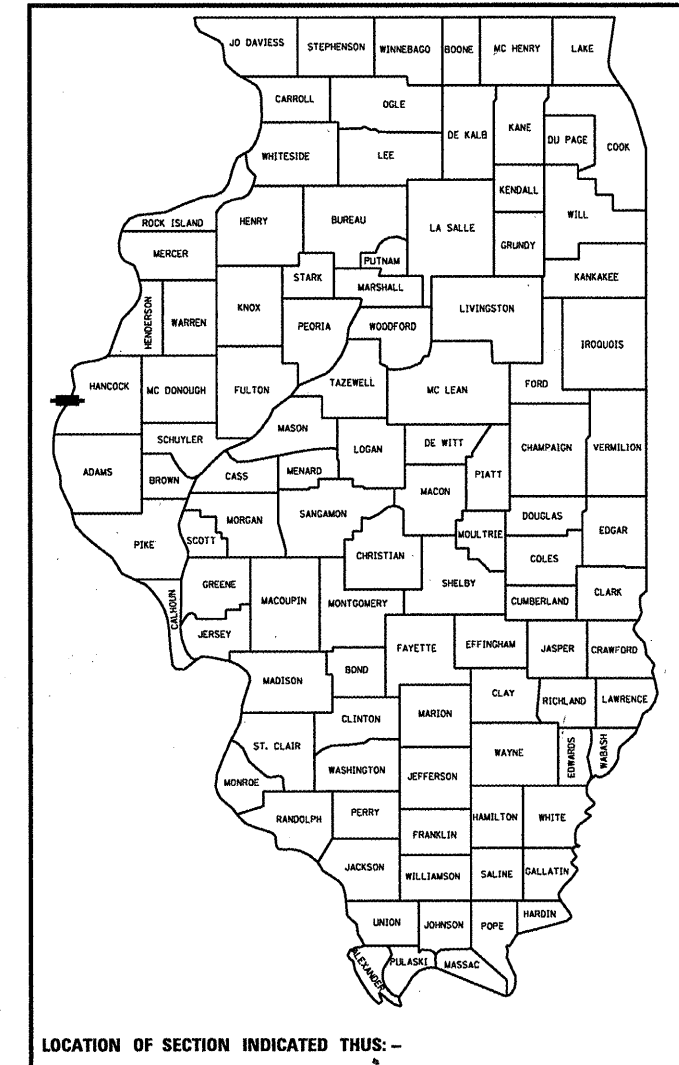 JO DAVIESS STEPHENSON WINNEBAGO BOONE MC HENRY LAKE
CARROLL OGLE DE KALB KANE DU PAGE COOK
WHITESIDE LEE
KENDALL
ROCK ISLAND HENRY BUREAU LA SALLE GRUNDY WILL
MERCER PUTNAM
STARK MARSHALL KANKAKEE
HENDERSON WARREN KNOX PEORIA WOODFORD LIVINGSTON IROQUOIS
HANCOCK MC DONOUGH FULTON TAZEWELL MC LEAN FORD
SCHUYLER MASON LOGAN DE WITT CHAMPAIGN VERMILION
ADAMS BROWN CASS MENARD PIATT
MACON
MORGAN SANGAMON DOUGLAS EDGAR
PIKE SCOTT CHRISTIAN MOULTRIE
COLES
GREENE SHELBY
CALHOUN MACOUPIN MONTGOMERY CUMBERLAND CLARK
JERSEY FAYETTE EFFINGHAM JASPER CRAWFORD
MADISON BOND
CLAY RICHLAND LAWRENCE
CLINTON MARION
ST. CLAIR WAYNE EDWARDS WABASH
WASHINGTON JEFFERSON
MONROE
RANDOLPH PERRY HAMILTON WHITE
FRANKLIN
JACKSON WILLIAMSON SALINE GALLATIN
UNION JOHNSON POPE HARDIN
ALEXANDER PULASKI MASSAC
LOCATION OF SECTION INDICATED THUS: –